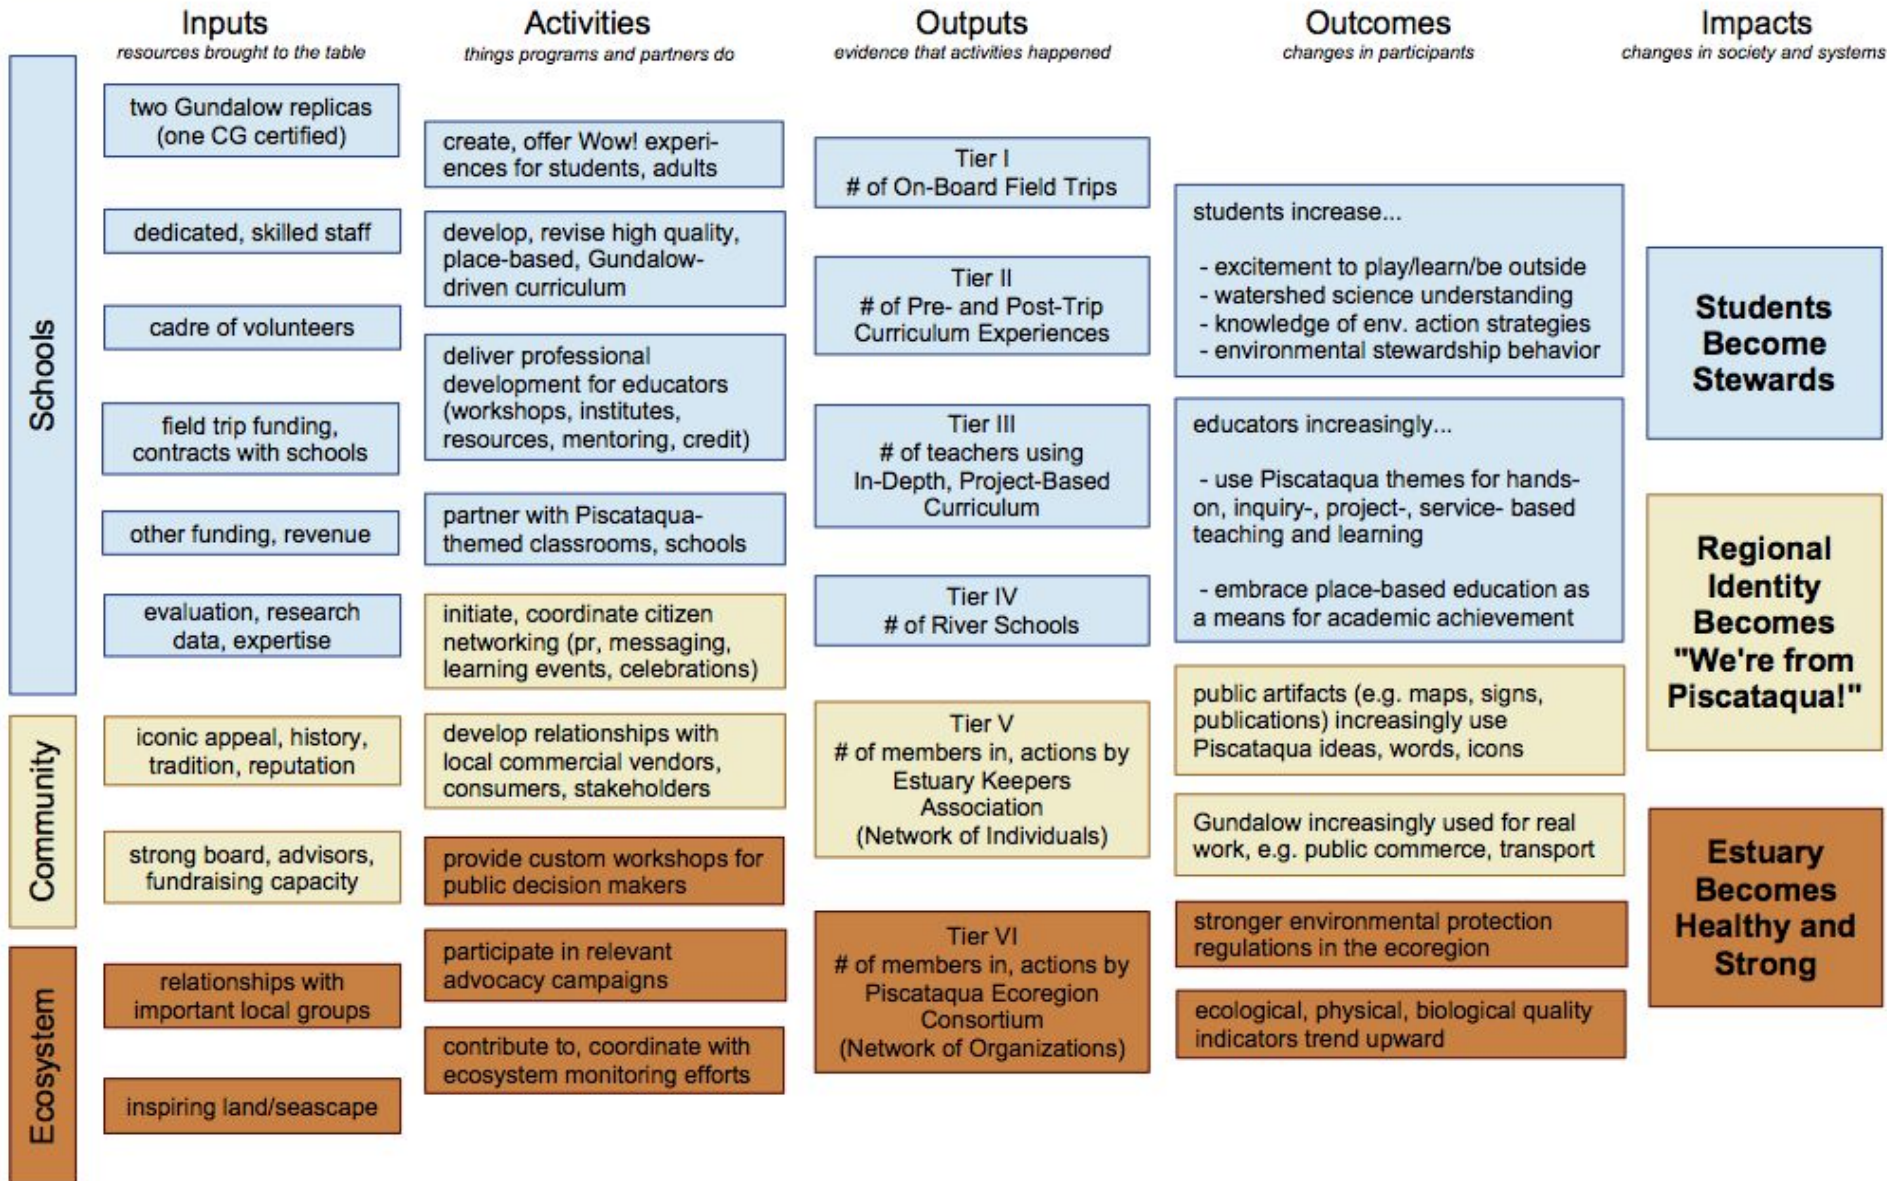 Inputs
resources brought to the table
Activities
things programs and partners do
Outputs
evidence that activities happened
Outcomes
changes in participants
Impacts
changes in society and systems
Schools
Community
Ecosystem
two Gundalow replicas
(one CG certified)
dedicated, skilled staff
cadre of volunteers
field trip funding,
contracts with schools
other funding, revenue
evaluation, research
data, expertise
iconic appeal, history,
tradition, reputation
strong board, advisors,
fundraising capacity
relationships with
important local groups
inspiring land/seascape
create, offer Wow! experi-
ences for students, adults
develop, revise high quality,
place-based, Gundalow-
driven curriculum
deliver professional
development for educators
(workshops, institutes,
resources, mentoring, credit)
partner with Piscataqua-
themed classrooms, schools
initiate, coordinate citizen
networking (pr, messaging,
learning events, celebrations)
develop relationships with
local commercial vendors,
consumers, stakeholders
provide custom workshops for
public decision makers
participate in relevant
advocacy campaigns
contribute to, coordinate with
ecosystem monitoring efforts
Tier I
# of On-Board Field Trips
Tier II
# of Pre- and Post-Trip
Curriculum Experiences
Tier III
# of teachers using
In-Depth, Project-Based
Curriculum
Tier IV
# of River Schools
Tier V
# of members in, actions by
Estuary Keepers
Association
(Network of Individuals)
Tier VI
# of members in, actions by
Piscataqua Ecoregion
Consortium
(Network of Organizations)
students increase...
- excitement to play/learn/be outside
- watershed science understanding
- knowledge of env. action strategies
- environmental stewardship behavior
educators increasingly...
- use Piscataqua themes for hands-
on, inquiry-, project-, service- based
teaching and learning
- embrace place-based education as
a means for academic achievement
public artifacts (e.g. maps, signs,
publications) increasingly use
Piscataqua ideas, words, icons
Gundalow increasingly used for real
work, e.g. public commerce, transport
stronger environmental protection
regulations in the ecoregion
ecological, physical, biological quality
indicators trend upward
Students
Become
Stewards
Regional
Identity
Becomes
"We're from
Piscataqua!"
Estuary
Becomes
Healthy and
Strong